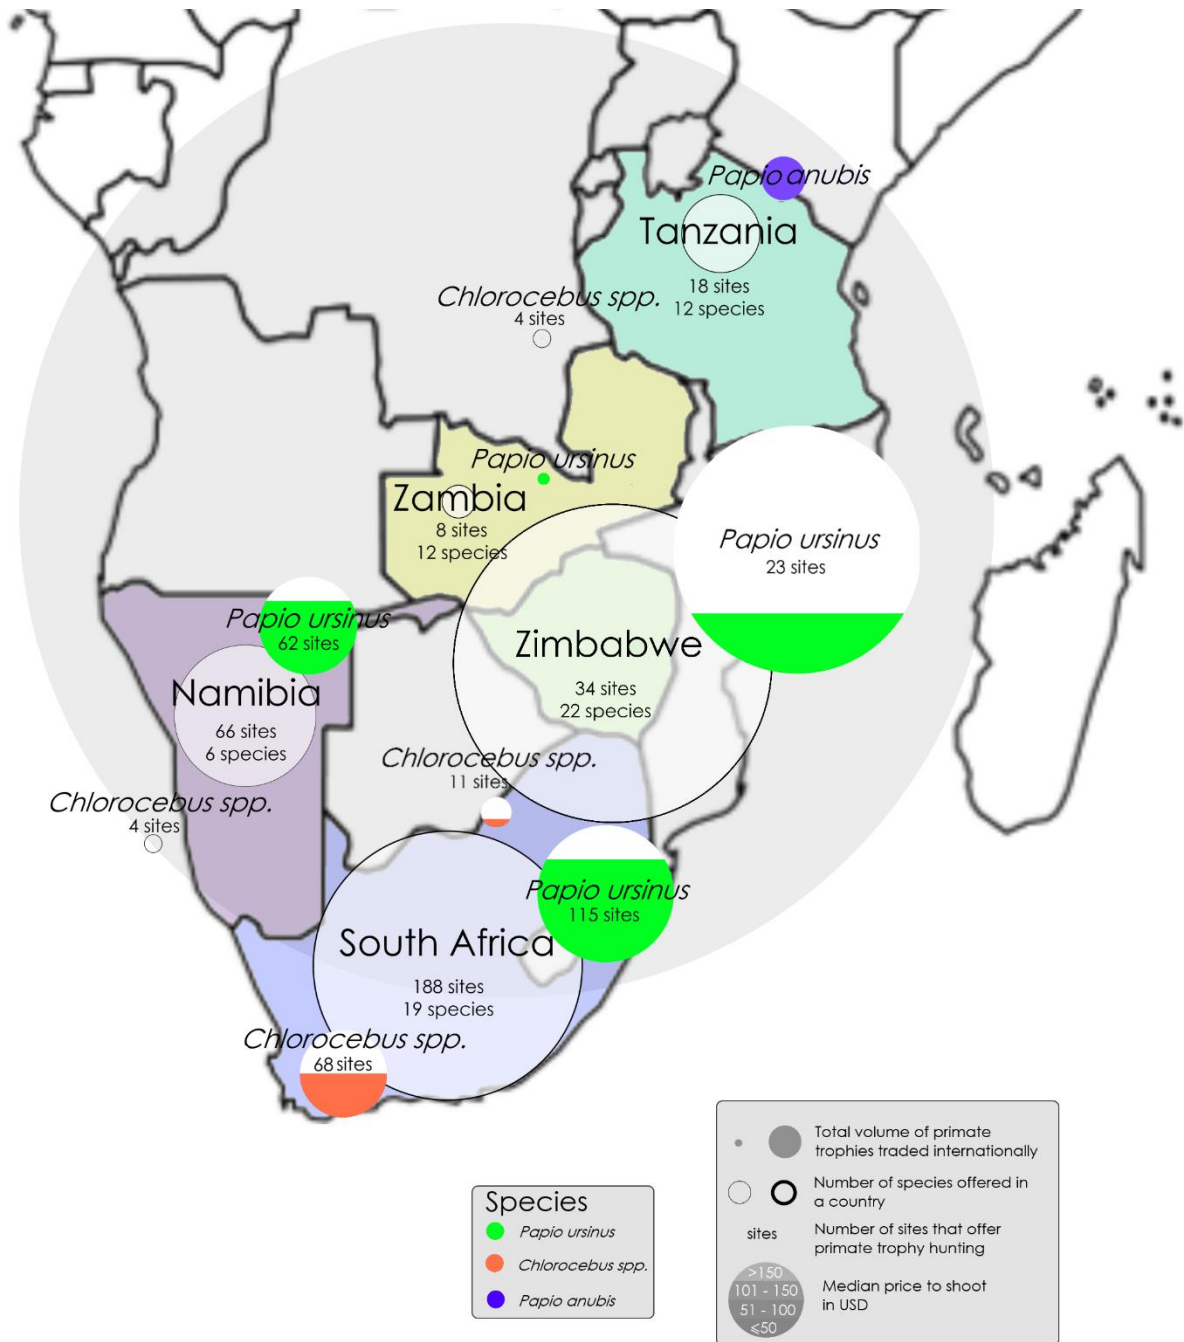 Papio anubis
Tanzania
18 sites
12 species
Chlorocebus spp.
4 sites
Papio ursinus
Zambia
8 sites
12 species
Papio ursinus
23 sites
Papio ursinus
62 sites
Zimbabwe
34 sites
22 species
Namibia
66 sites
6 species
Chlorocebus spp.
11 sites
Chlorocebus spp.
4 sites
Papio ursinus
115 sites
South Africa
188 sites
19 species
Chlorocebus spp.
68 sites
Species
Papio ursinus
Chlorocebus spp.
Papio anubis
Total volume of primate
trophies traded internationally
Number of species offered in
a country
sites
Number of sites that offer
primate trophy hunting
>150
101 - 150
51 - 100
⩽50
Median price to shoot
in USD